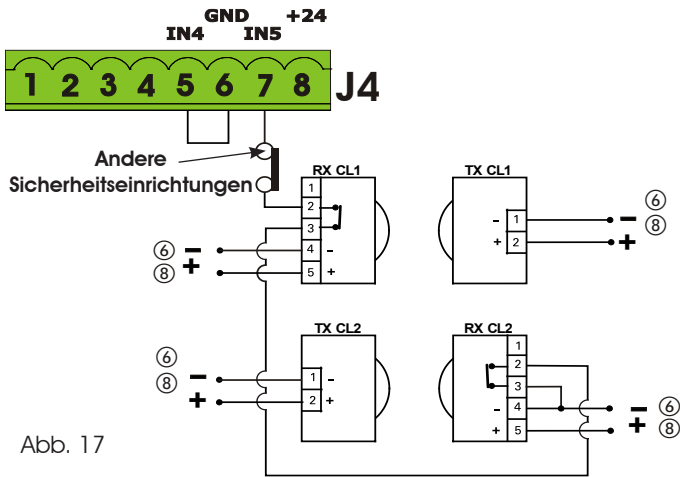 GND +24
IN4 IN5
1 2 3 4 5 6 7 8 J4
Andere
Sicherheitseinrichtungen
RX CL1
1
2
3
4 -
5 +
⑥ -
⑧ +
TX CL1
- 1
+ 2
- ⑥
+ ⑧
TX CL2
1 -
2 +
⑥ -
⑧ +
RX CL2
1
2
3
- 4
+ 5
- ⑥
+ ⑧
Abb. 17